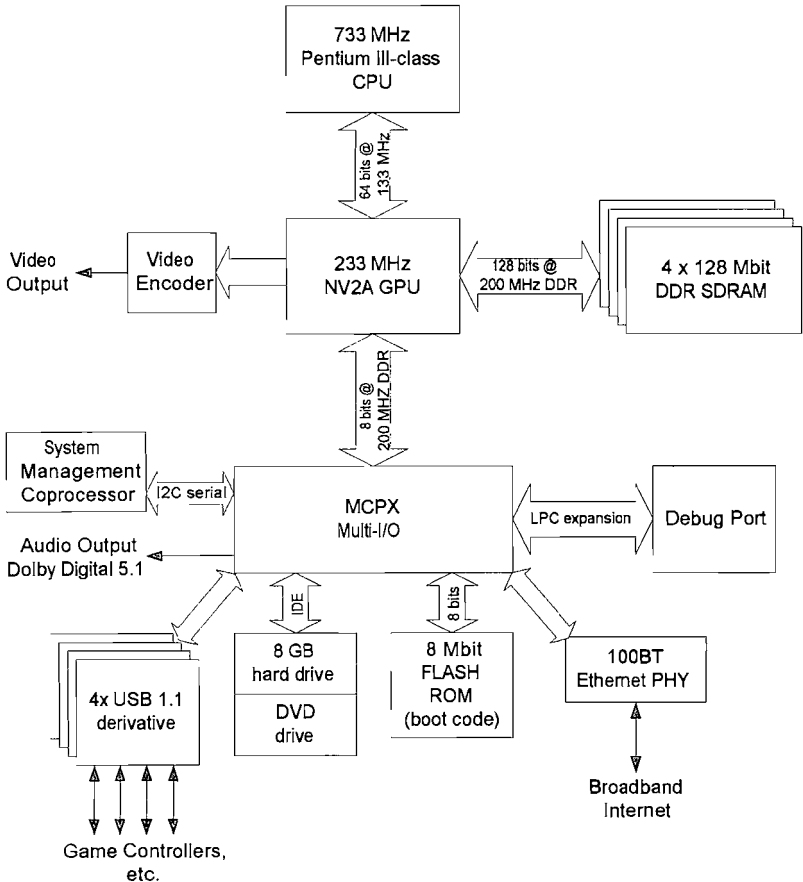 733 MHz
Pentium III-class
CPU
64 bits @
133 MHz
Video
Output
Video
Encoder
233 MHz
NV2A GPU
128 bits @
200 MHz DDR
4 x 128 Mbit
DDR SDRAM
8 bits @
200 MHZ DDR
System
Management
Coprocessor
I2C serial
MCPX
Multi-I/O
LPC expansion
Debug Port
Audio Output
Dolby Digital 5.1
IDE
8 bits
4x USB 1.1
derivative
8 GB
hard drive
DVD
drive
8 Mbit
FLASH
ROM
(boot code)
100BT
Ethernet PHY
Broadband
Internet
Game Controllers,
etc.